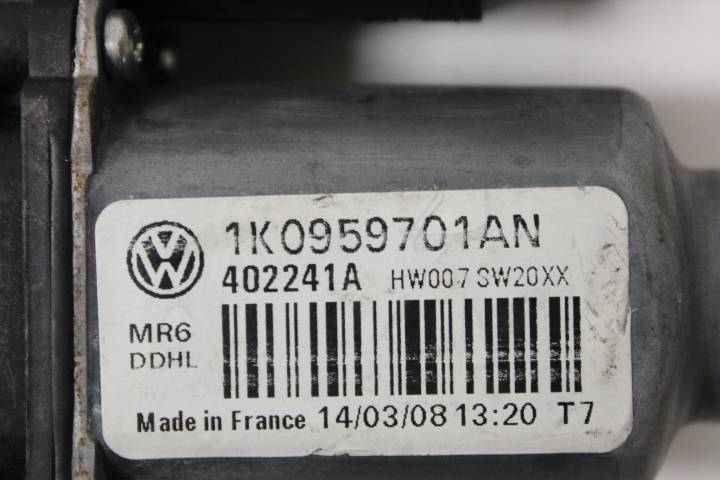 1K0959701AN
402241A HW007 SW20XX
MR6
DDHL
Made in France 14/03/08 13:20 T7